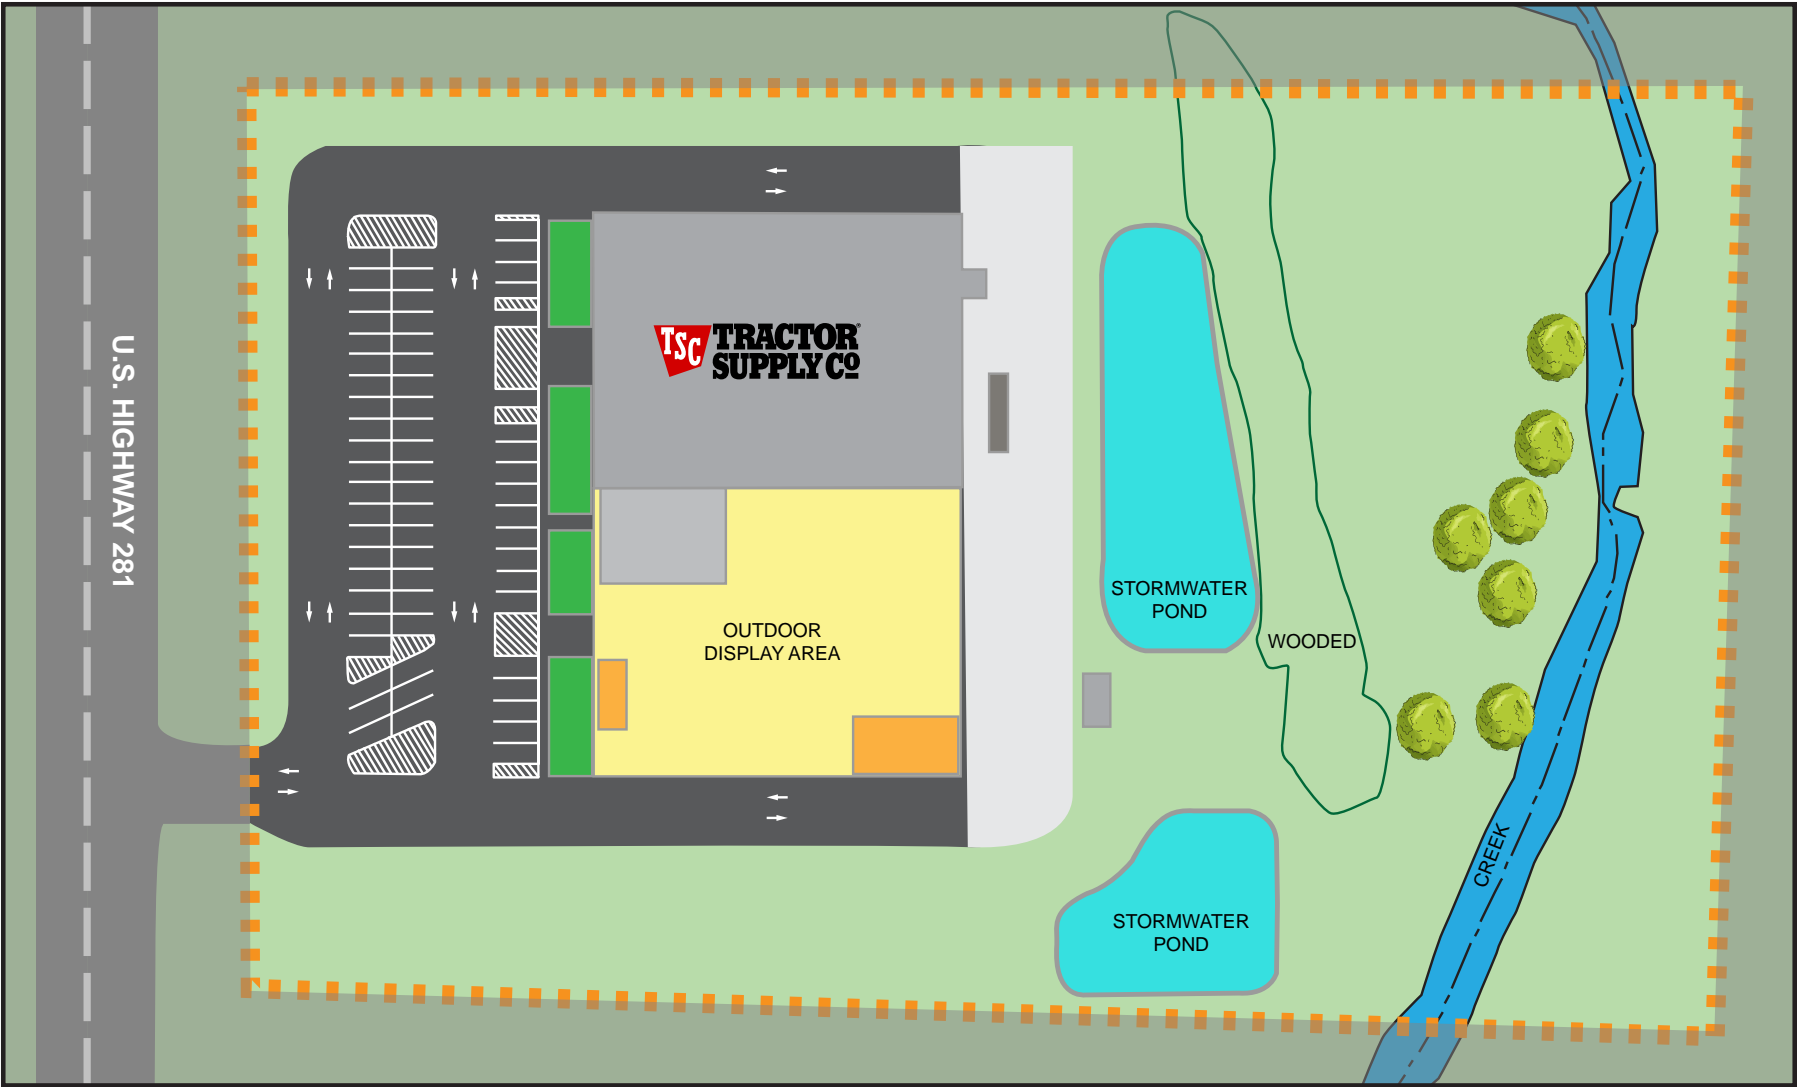 U.S. HIGHWAY 281
TSC
TRACTOR
SUPPLY CO
OUTDOOR
DISPLAY AREA
STORMWATER
POND
WOODED
CREEK
STORMWATER
POND